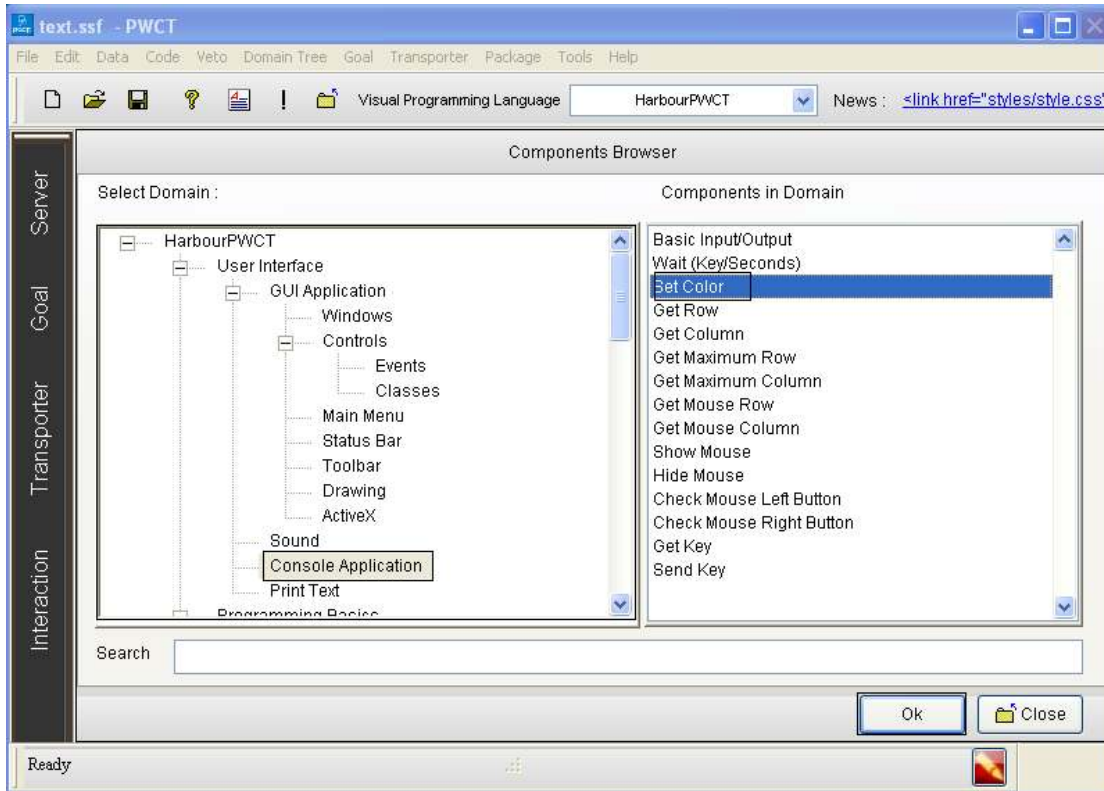 text.ssf - PWCT
File Edit Data Code Veto Domain Tree Goal Transporter Package Tools Help
Visual Programming Language HarbourPWCT News : <link href="styles/style.css"
Components Browser
Select Domain :
Components in Domain
HarbourPWCT
User Interface
GUI Application
Windows
Controls
Events
Classes
Main Menu
Status Bar
Toolbar
Drawing
ActiveX
Sound
Console Application
Print Text
Programming Basics
Basic Input/Output
Wait (Key/Seconds)
Set Color
Get Row
Get Column
Get Maximum Row
Get Maximum Column
Get Mouse Row
Get Mouse Column
Show Mouse
Hide Mouse
Check Mouse Left Button
Check Mouse Right Button
Get Key
Send Key
Server
Goal
Transporter
Interaction
Search
Ok
Close
Ready